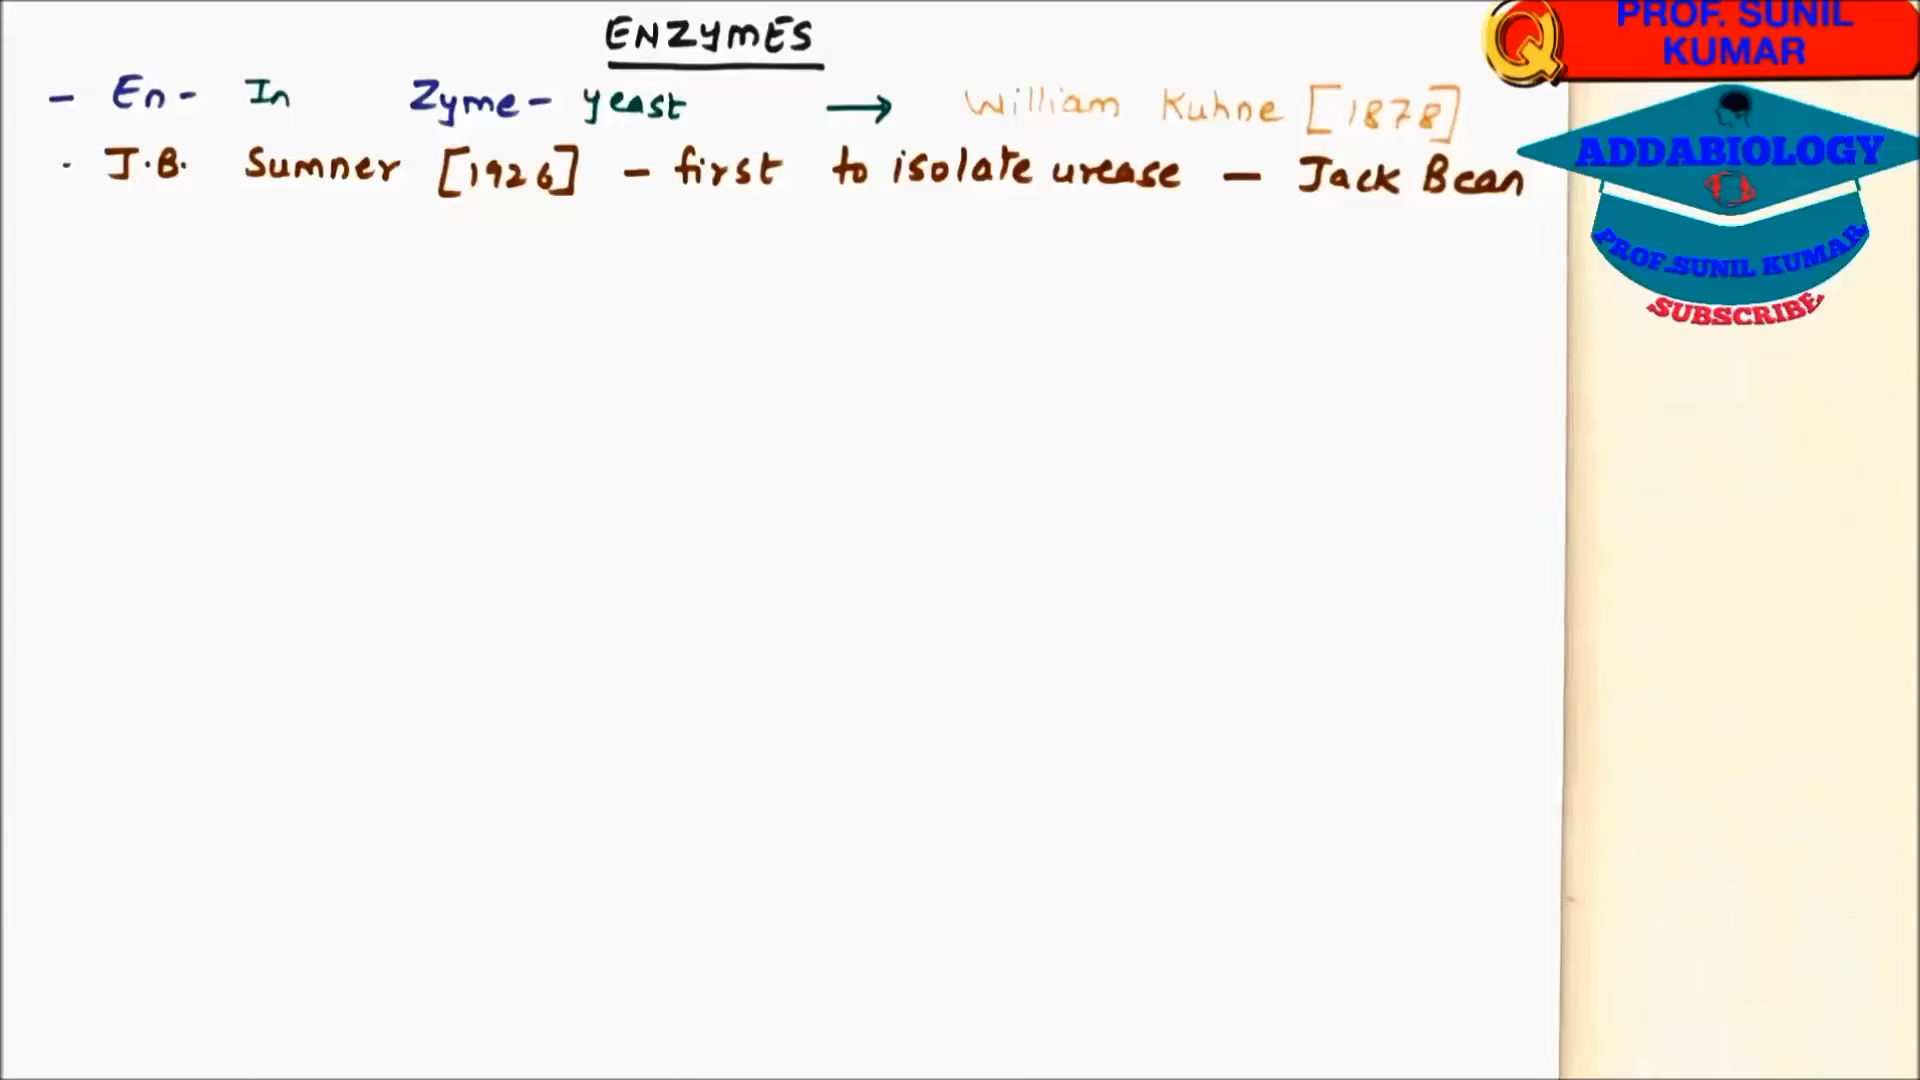 ENZYMES
- En- In Zyme- yeast → William Kuhne [1878]
· J.B. Sumner [1926] - first to isolate urease - Jack Bean
PROF. SUNIL
KUMAR
ADDABIOLOGY
PROF.SUNIL KUMAR
SUBSCRIBE